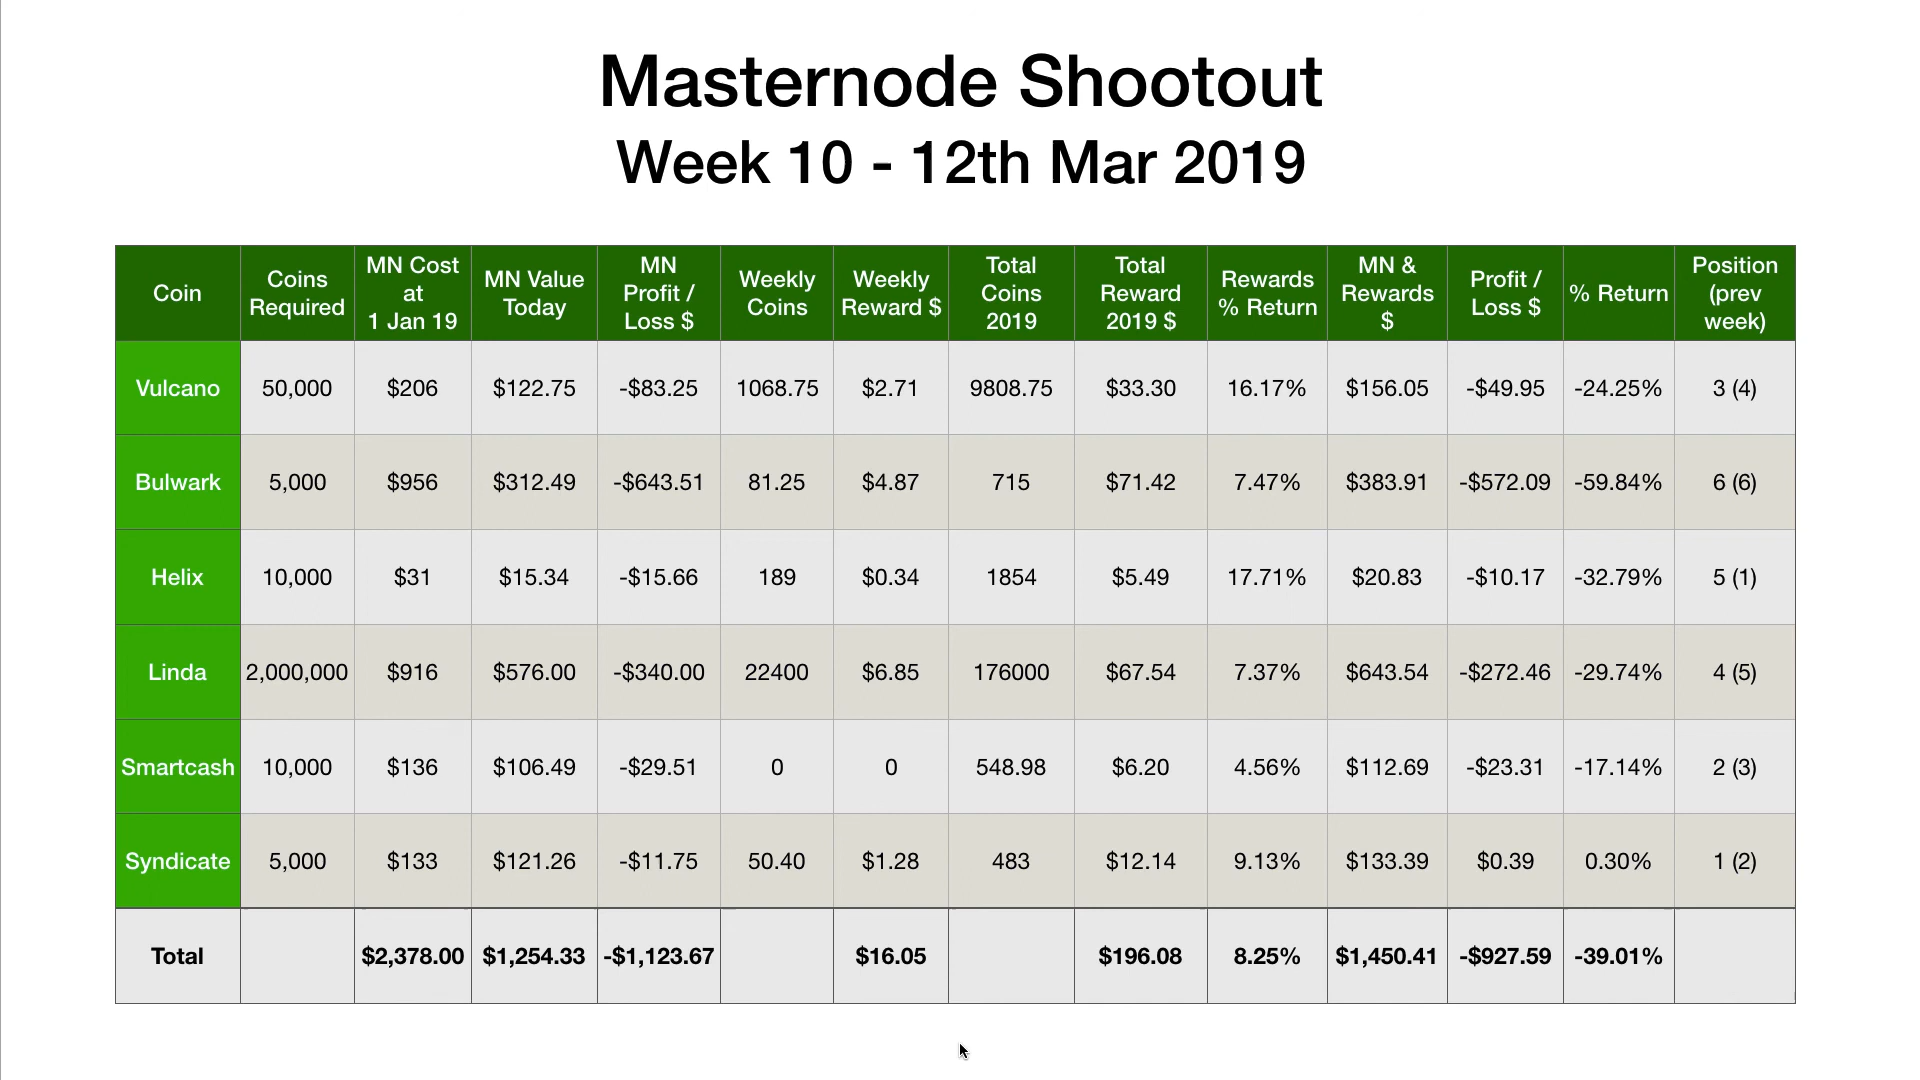 Masternode Shootout
Week 10 - 12th Mar 2019
Coin Coins Required MN Cost at 1 Jan 19 MN Value Today MN Profit / Loss $ Weekly Coins Weekly Reward $ Total Coins 2019 Total Reward 2019 $ Rewards % Return MN & Rewards $ Profit / Loss $ % Return Position (prev week)
Vulcano 50,000 $206 $122.75 -$83.25 1068.75 $2.71 9808.75 $33.30 16.17% $156.05 -$49.95 -24.25% 3 (4)
Bulwark 5,000 $956 $312.49 -$643.51 81.25 $4.87 715 $71.42 7.47% $383.91 -$572.09 -59.84% 6 (6)
Helix 10,000 $31 $15.34 -$15.66 189 $0.34 1854 $5.49 17.71% $20.83 -$10.17 -32.79% 5 (1)
Linda 2,000,000 $916 $576.00 -$340.00 22400 $6.85 176000 $67.54 7.37% $643.54 -$272.46 -29.74% 4 (5)
Smartcash 10,000 $136 $106.49 -$29.51 0 0 548.98 $6.20 4.56% $112.69 -$23.31 -17.14% 2 (3)
Syndicate 5,000 $133 $121.26 -$11.75 50.40 $1.28 483 $12.14 9.13% $133.39 $0.39 0.30% 1 (2)
Total $2,378.00 $1,254.33 -$1,123.67 $16.05 $196.08 8.25% $1,450.41 -$927.59 -39.01%